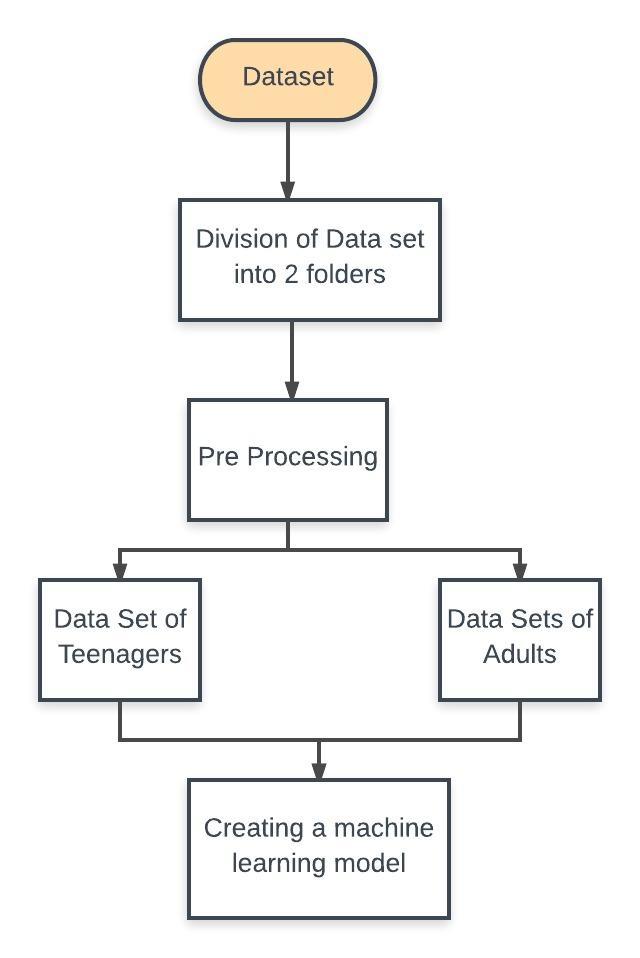 Dataset
Division of Data set
into 2 folders
Pre Processing
Data Set of
Teenagers
Data Sets of
Adults
Creating a machine
learning model